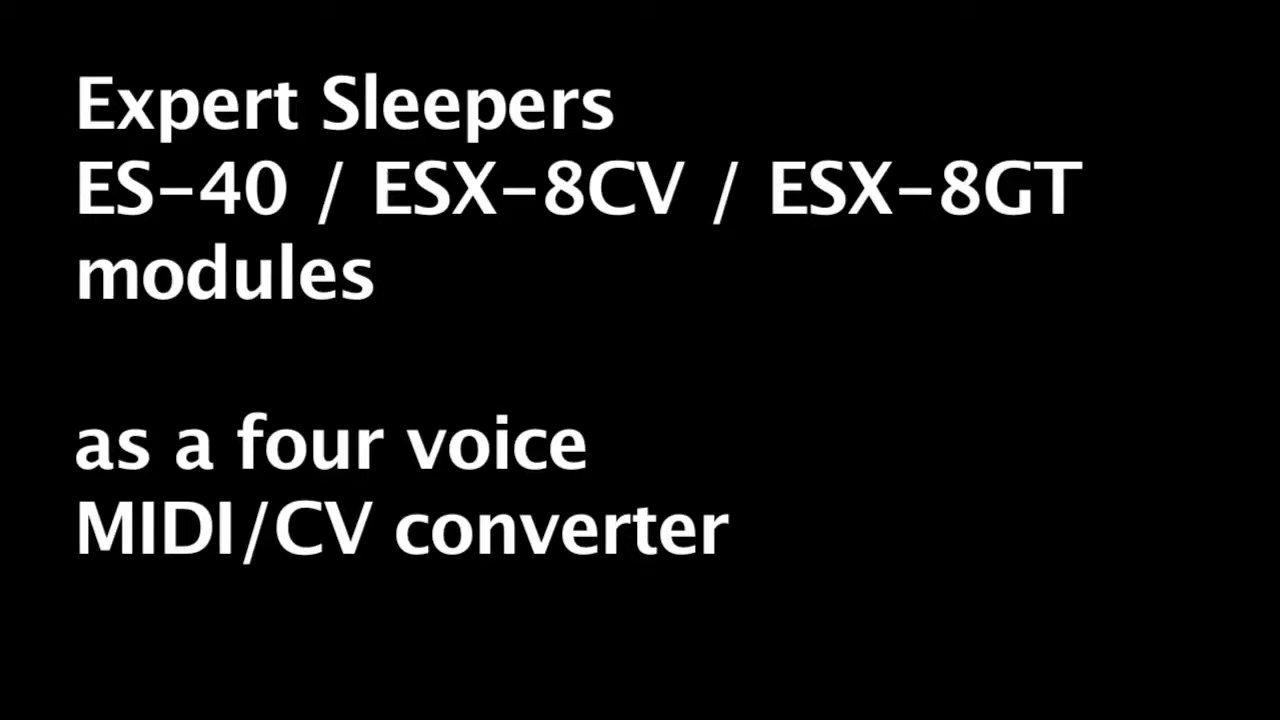 Expert Sleepers
ES-40 / ESX-8CV / ESX-8GT
modules
as a four voice
MIDI/CV converter